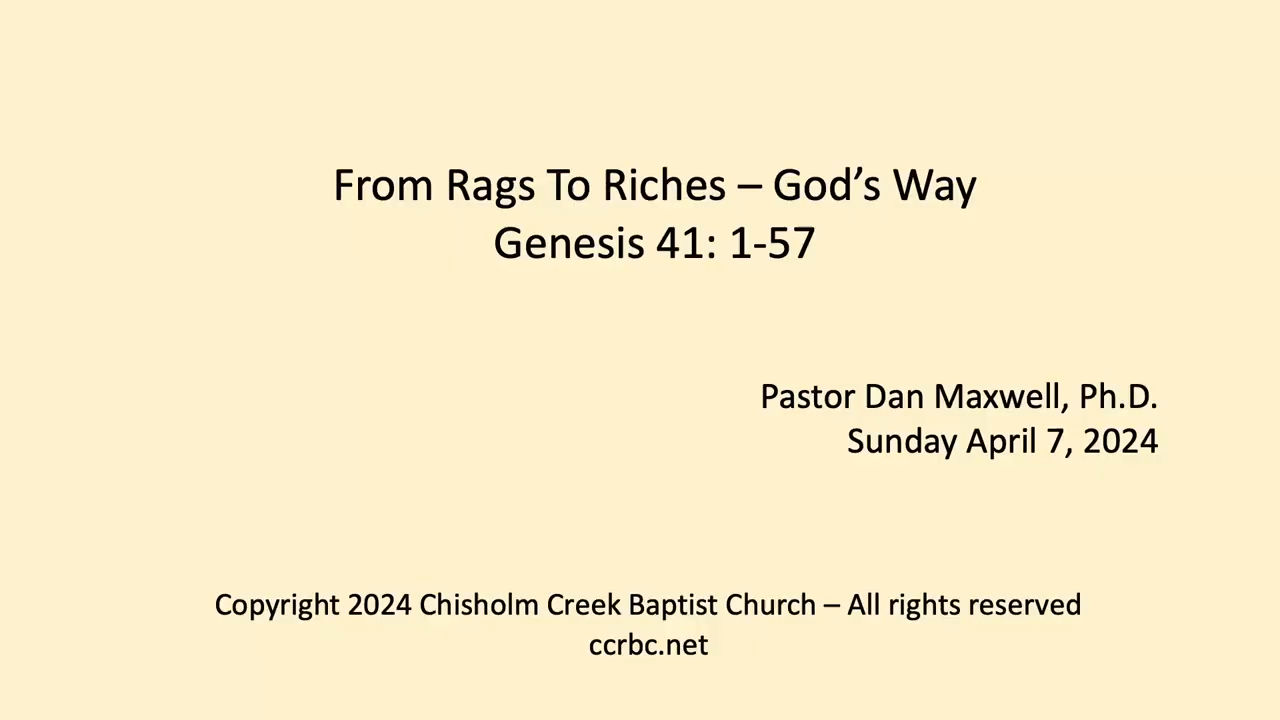 From Rags To Riches – God’s Way
Genesis 41: 1-57
Pastor Dan Maxwell, Ph.D.
Sunday April 7, 2024
Copyright 2024 Chisholm Creek Baptist Church – All rights reserved
ccrbc.net